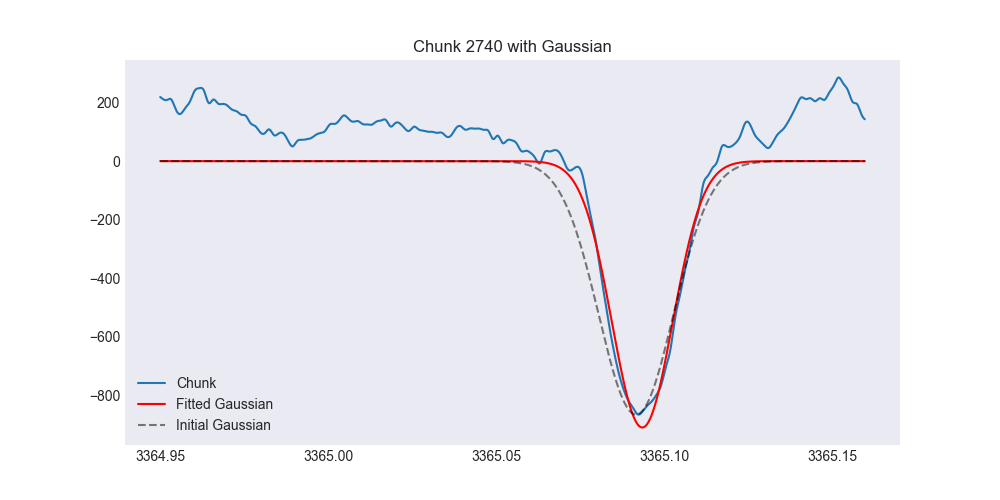 Chunk 2740 with Gaussian
200
0
−200
−400
−600
−800
Chunk
Fitted Gaussian
Initial Gaussian
3364.95 3365.00 3365.05 3365.10 3365.15